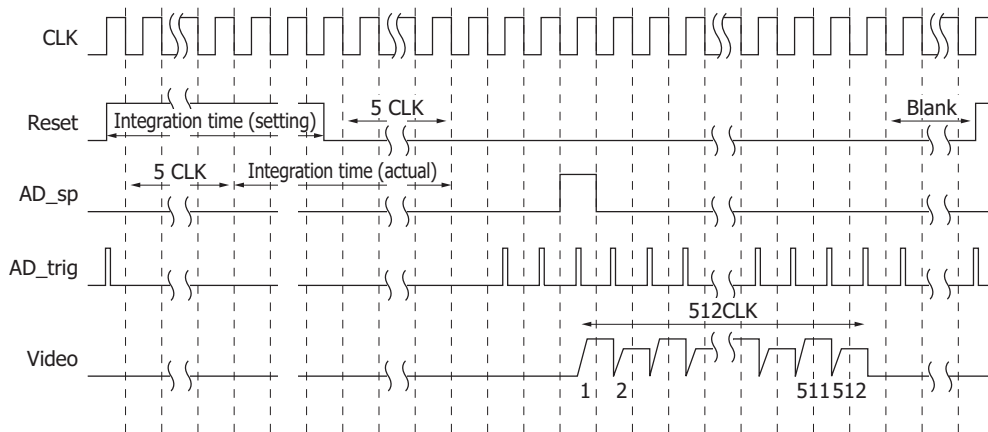 CLK
Reset
Integration time (setting)
5 CLK
Blank
AD_sp
5 CLK
Integration time (actual)
AD_trig
512CLK
Video
1
2
511
512